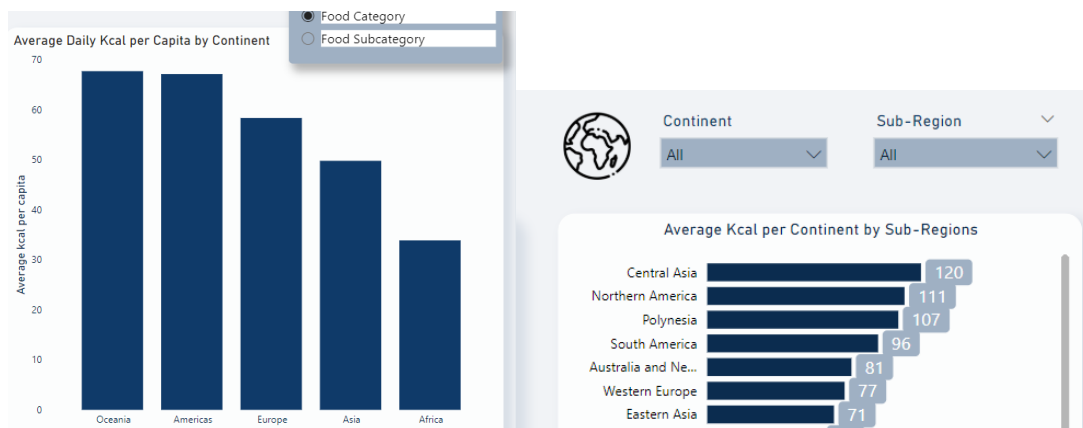 Food Category
Food Subcategory
Average Daily Kcal per Capita by Continent
70
60
50
40
30
20
10
0
Average kcal per capita
Oceania Americas Europe Asia Africa
Continent Sub-Region
All All
Average Kcal per Continent by Sub-Regions
Central Asia 120
Northern America 111
Polynesia 107
South America 96
Australia and Ne... 81
Western Europe 77
Eastern Asia 71